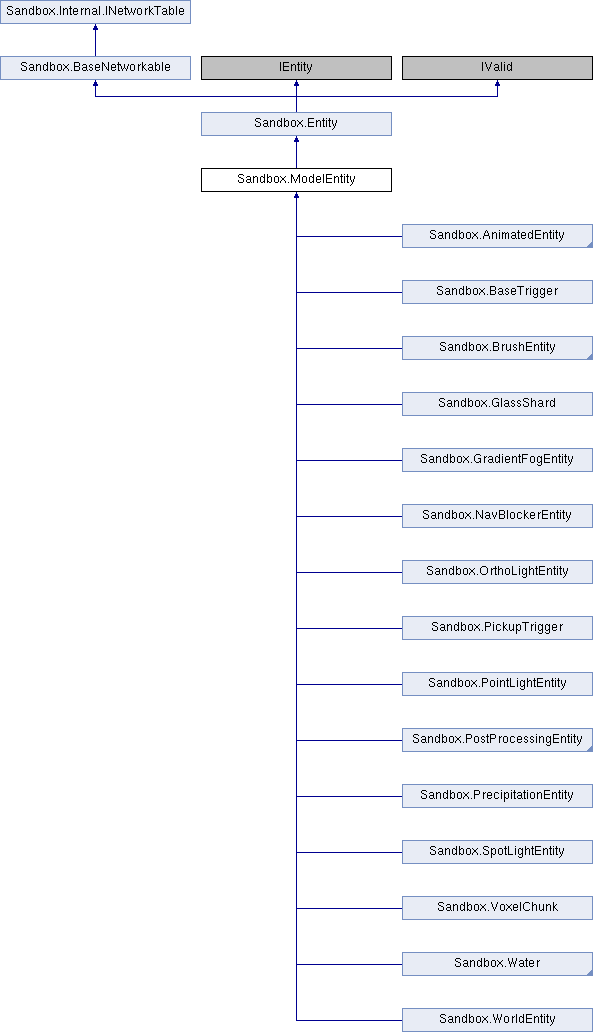 Sandbox.Internal.INetworkTable
Sandbox.BaseNetworkable
IEntity
IValid
Sandbox.Entity
Sandbox.ModelEntity
Sandbox.AnimatedEntity
Sandbox.BaseTrigger
Sandbox.BrushEntity
Sandbox.GlassShard
Sandbox.GradientFogEntity
Sandbox.NavBlockerEntity
Sandbox.OrthoLightEntity
Sandbox.PickupTrigger
Sandbox.PointLightEntity
Sandbox.PostProcessingEntity
Sandbox.PrecipitationEntity
Sandbox.SpotLightEntity
Sandbox.VoxelChunk
Sandbox.Water
Sandbox.WorldEntity